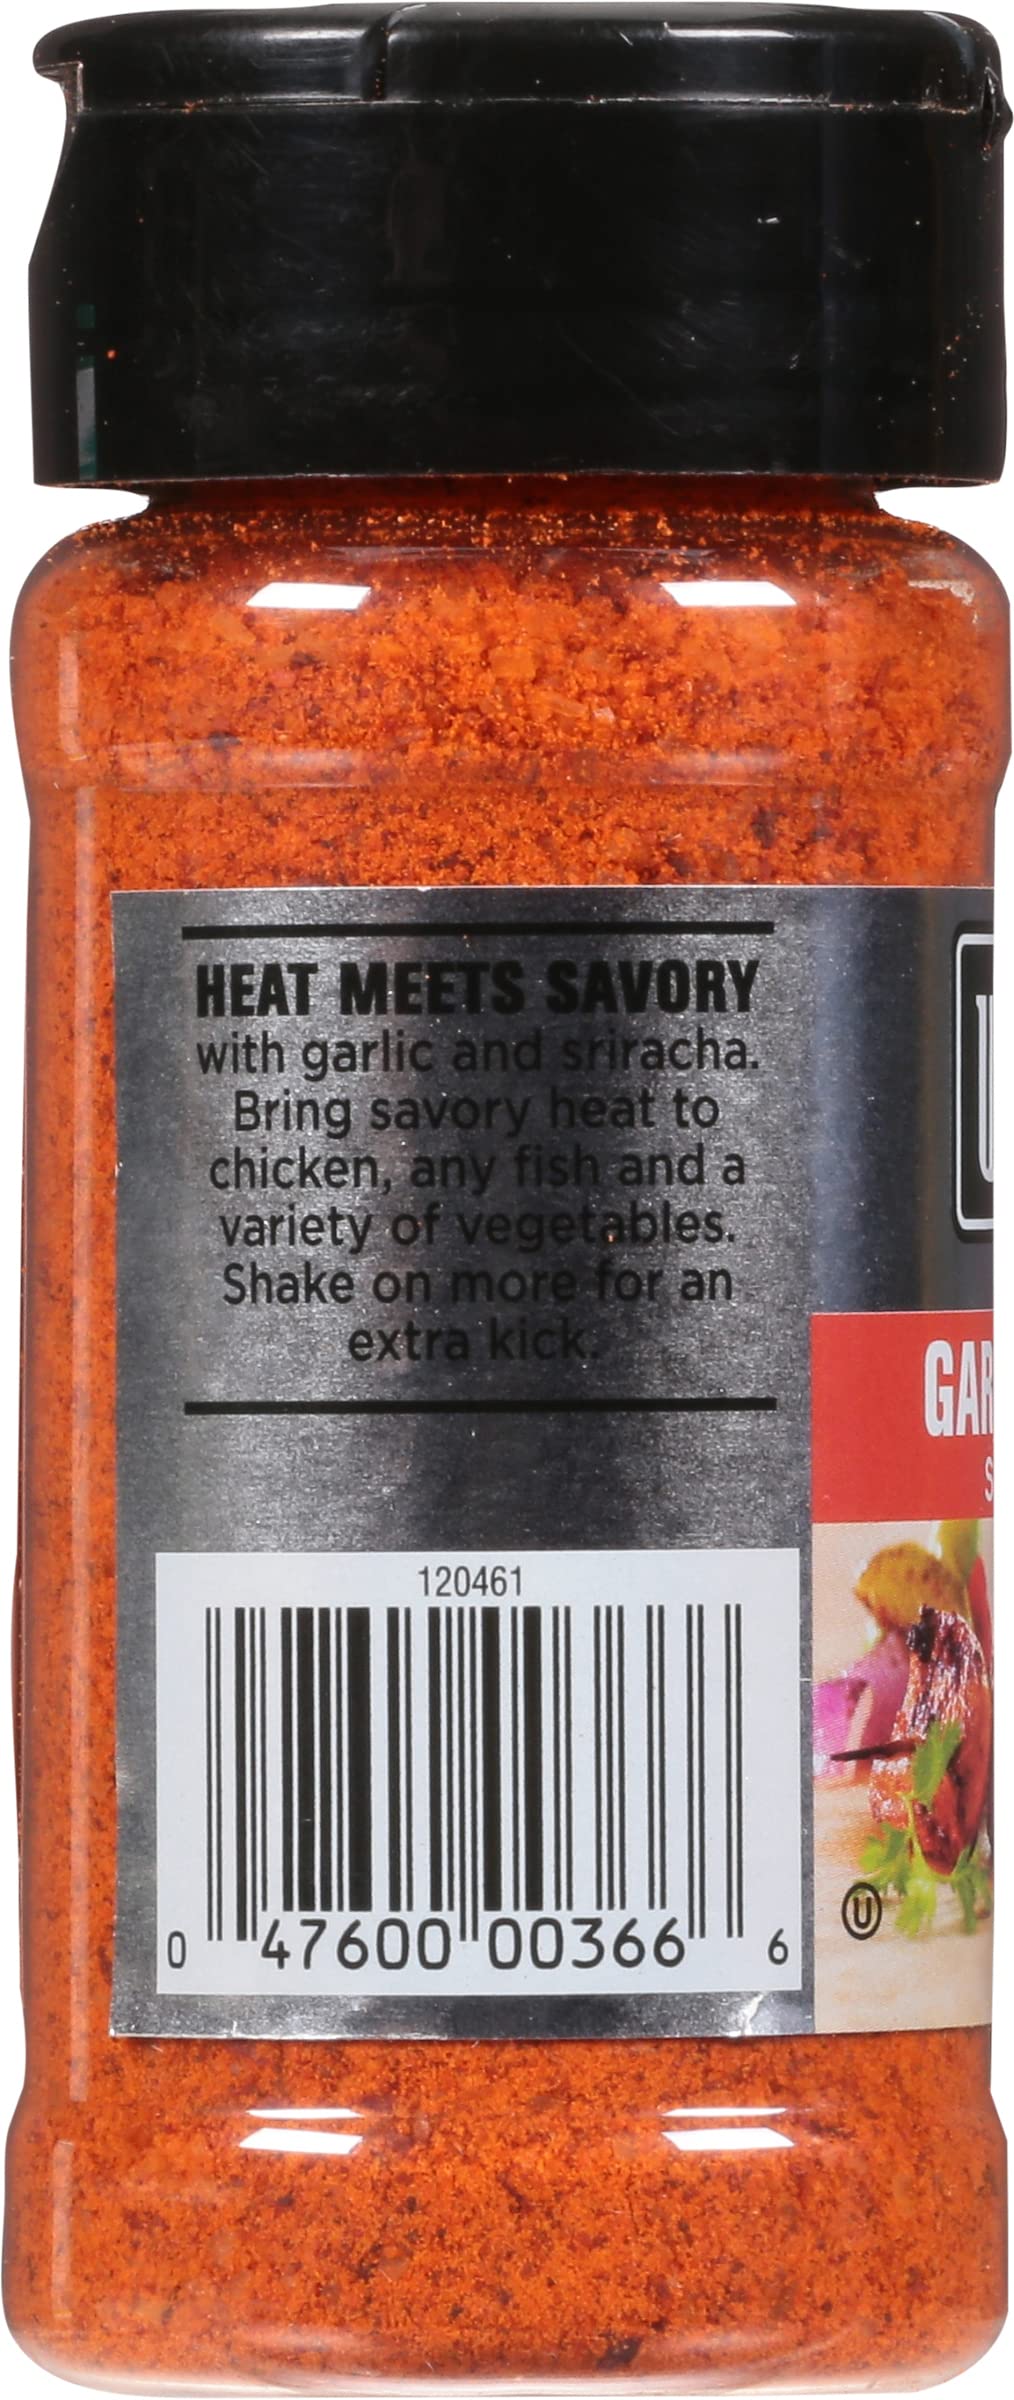 HEAT MEETS SAVORY
with garlic and sriracha.
Bring savory heat to
chicken, any fish and a
variety of vegetables.
Shake on more for an
extra kick.
GAR
S
120461
0 47600 00366 6
U